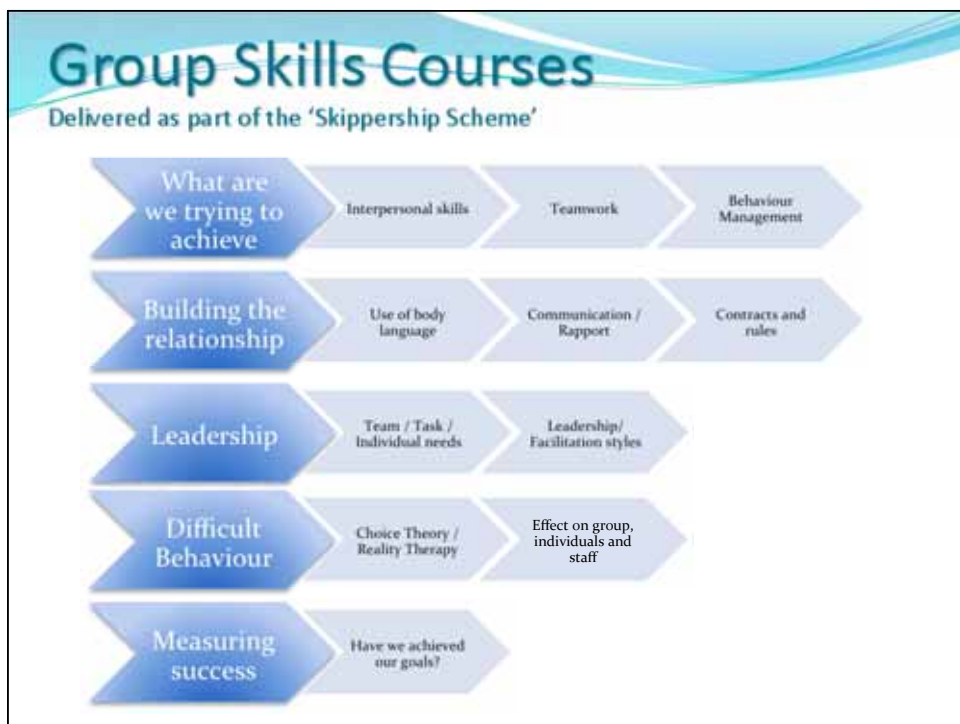 Group Skills Courses
Delivered as part of the ‘Skippership Scheme’
What are
we trying to
achieve
Interpersonal skills
Teamwork
Behaviour
Management
Building the
relationship
Use of body
language
Communication /
Rapport
Contracts and
rules
Leadership
Team / Task /
Individual needs
Leadership/
Facilitation styles
Difficult
Behaviour
Choice Theory /
Reality Therapy
Effect on group,
individuals and
staff
Measuring
success
Have we achieved
our goals?